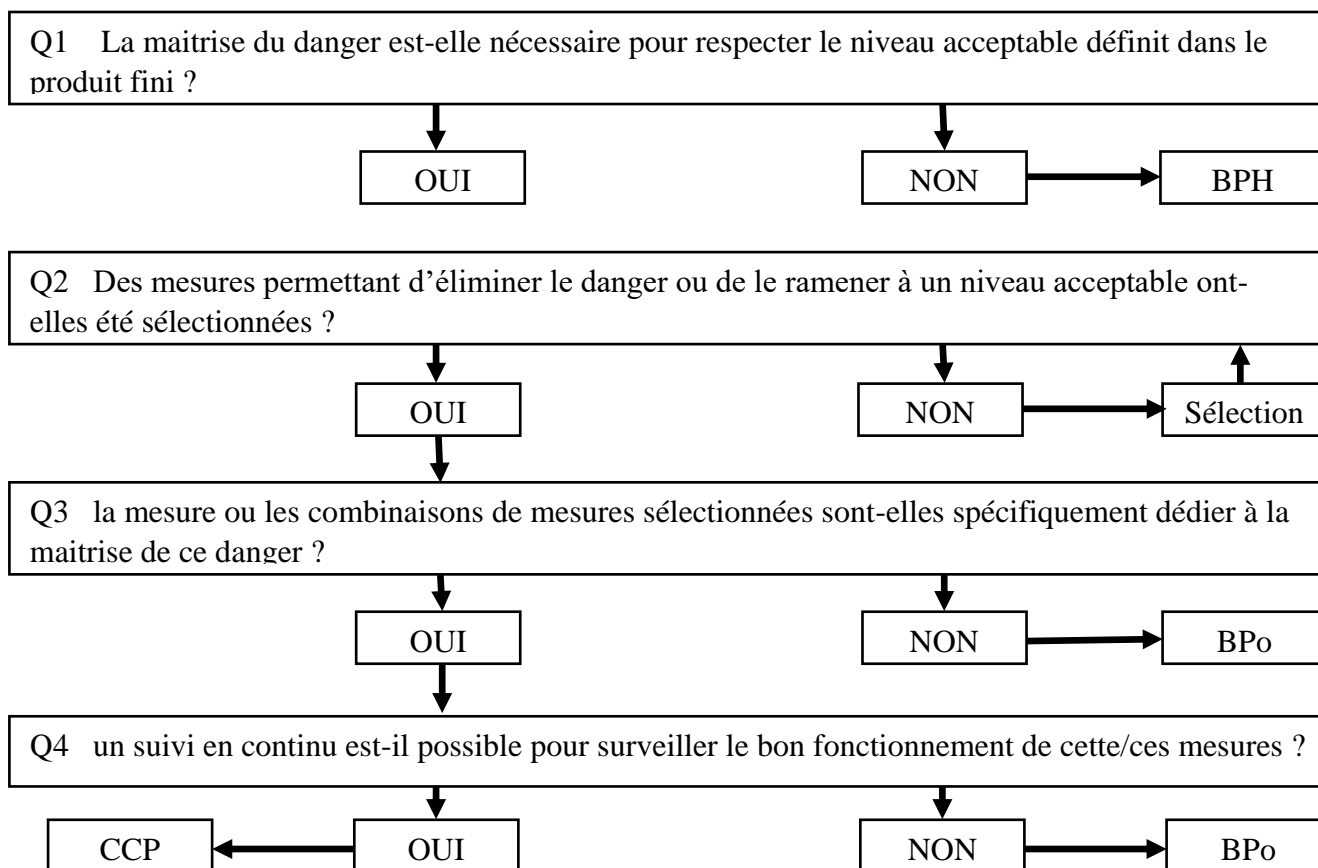 Q1 La maitrise du danger est-elle nécessaire pour respecter le niveau acceptable définit dans le
produit fini ?
OUI NON BPH
Q2 Des mesures permettant d'éliminer le danger ou de le ramener à un niveau acceptable ont-
elles été sélectionnées ?
OUI NON Sélection
Q3 la mesure ou les combinaisons de mesures sélectionnées sont-elles spécifiquement dédier à la
maitrise de ce danger ?
OUI NON BPo
Q4 un suivi en continu est-il possible pour surveiller le bon fonctionnement de cette/ces mesures ?
CCP OUI NON BPo